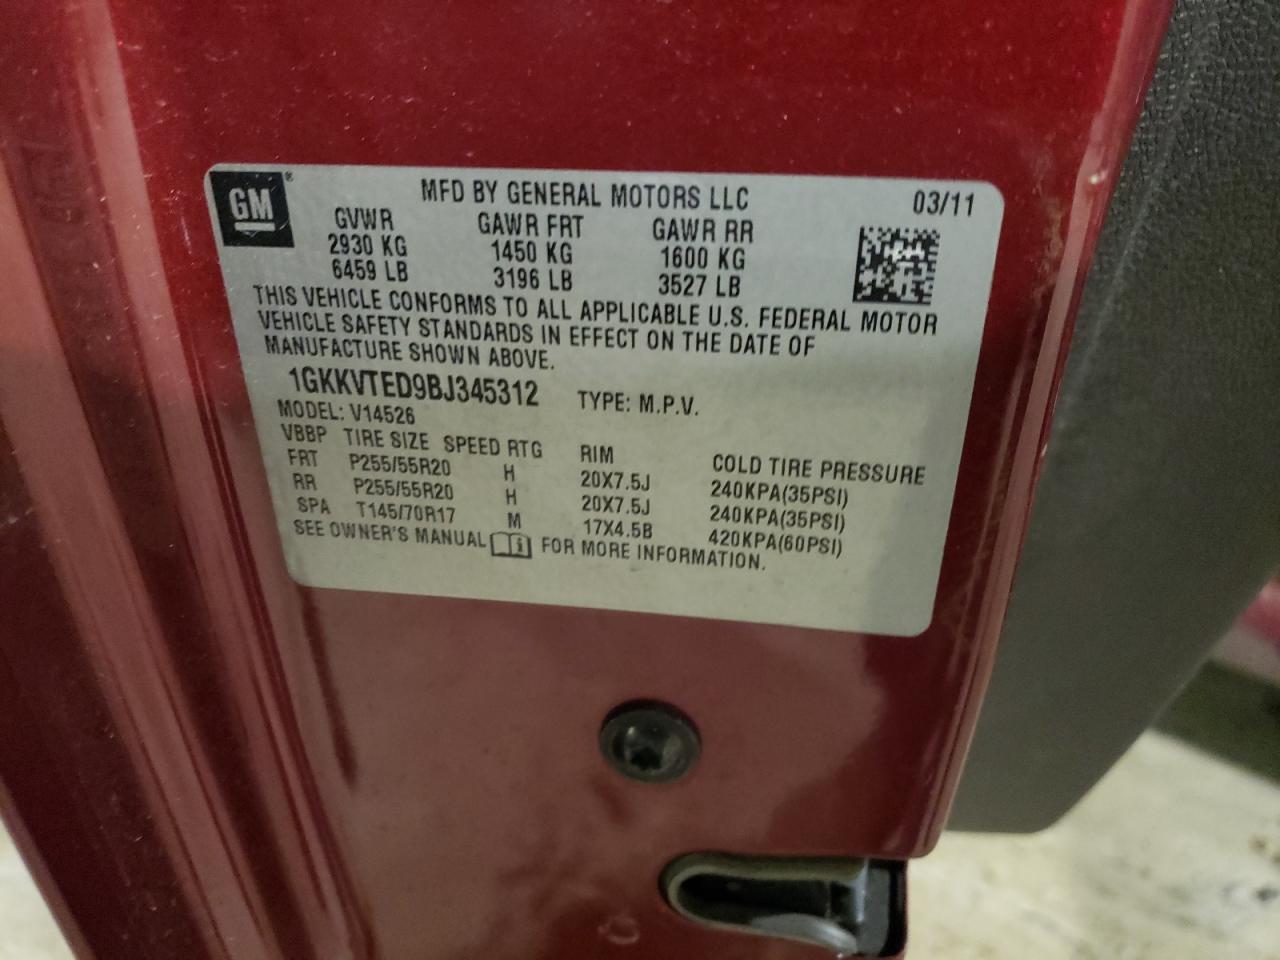 GM®
MFD BY GENERAL MOTORS LLC 03/11
GVWR GAWR FRT GAWR RR
2930 KG 1450 KG 1600 KG
6459 LB 3196 LB 3527 LB
THIS VEHICLE CONFORMS TO ALL APPLICABLE U.S. FEDERAL MOTOR
VEHICLE SAFETY STANDARDS IN EFFECT ON THE DATE OF
MANUFACTURE SHOWN ABOVE.
1GKKVTED9BJ345312 TYPE: M.P.V.
MODEL: V14526
VBBP TIRE SIZE SPEED RTG RIM COLD TIRE PRESSURE
FRT P255/55R20 H 20X7.5J 240KPA(35PSI)
RR P255/55R20 H 20X7.5J 240KPA(35PSI)
SPA T145/70R17 M 17X4.5B 420KPA(60PSI)
SEE OWNER'S MANUAL i FOR MORE INFORMATION.